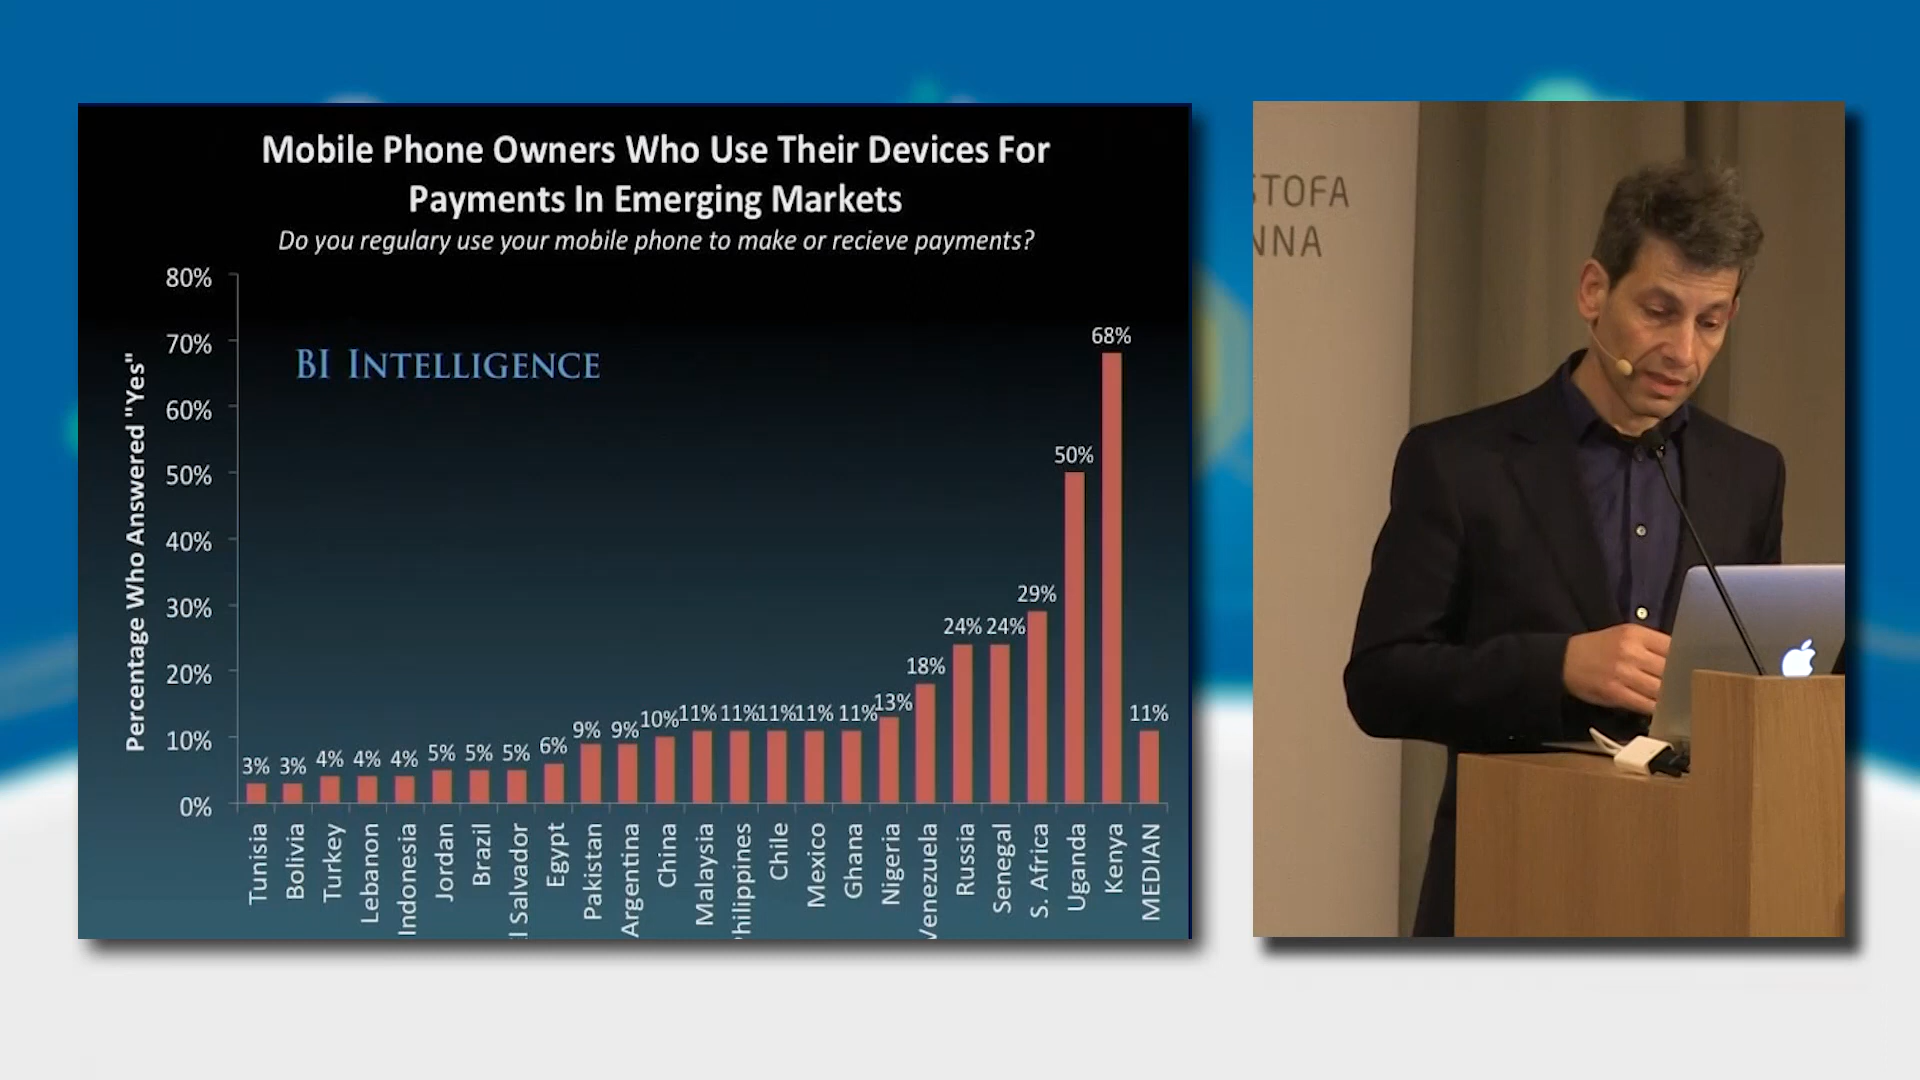 Mobile Phone Owners Who Use Their Devices For
Payments In Emerging Markets
Do you regulary use your mobile phone to make or recieve payments?
BI INTELLIGENCE
Percentage Who Answered "Yes"
80%
70%
60%
50%
40%
30%
20%
10%
0%
3% 3% 4% 4% 4% 5% 5% 5% 6% 9% 9% 10% 11% 11% 11% 11% 11% 13% 18% 24% 24% 29% 50% 68% 11%
Tunisia
Bolivia
Turkey
Lebanon
Indonesia
Jordan
Brazil
l Salvador
Egypt
Pakistan
Argentina
China
Malaysia
hilippines
Chile
Mexico
Ghana
Nigeria
Venezuela
Russia
Senegal
S. Africa
Uganda
Kenya
MEDIAN
STOFA
NNA